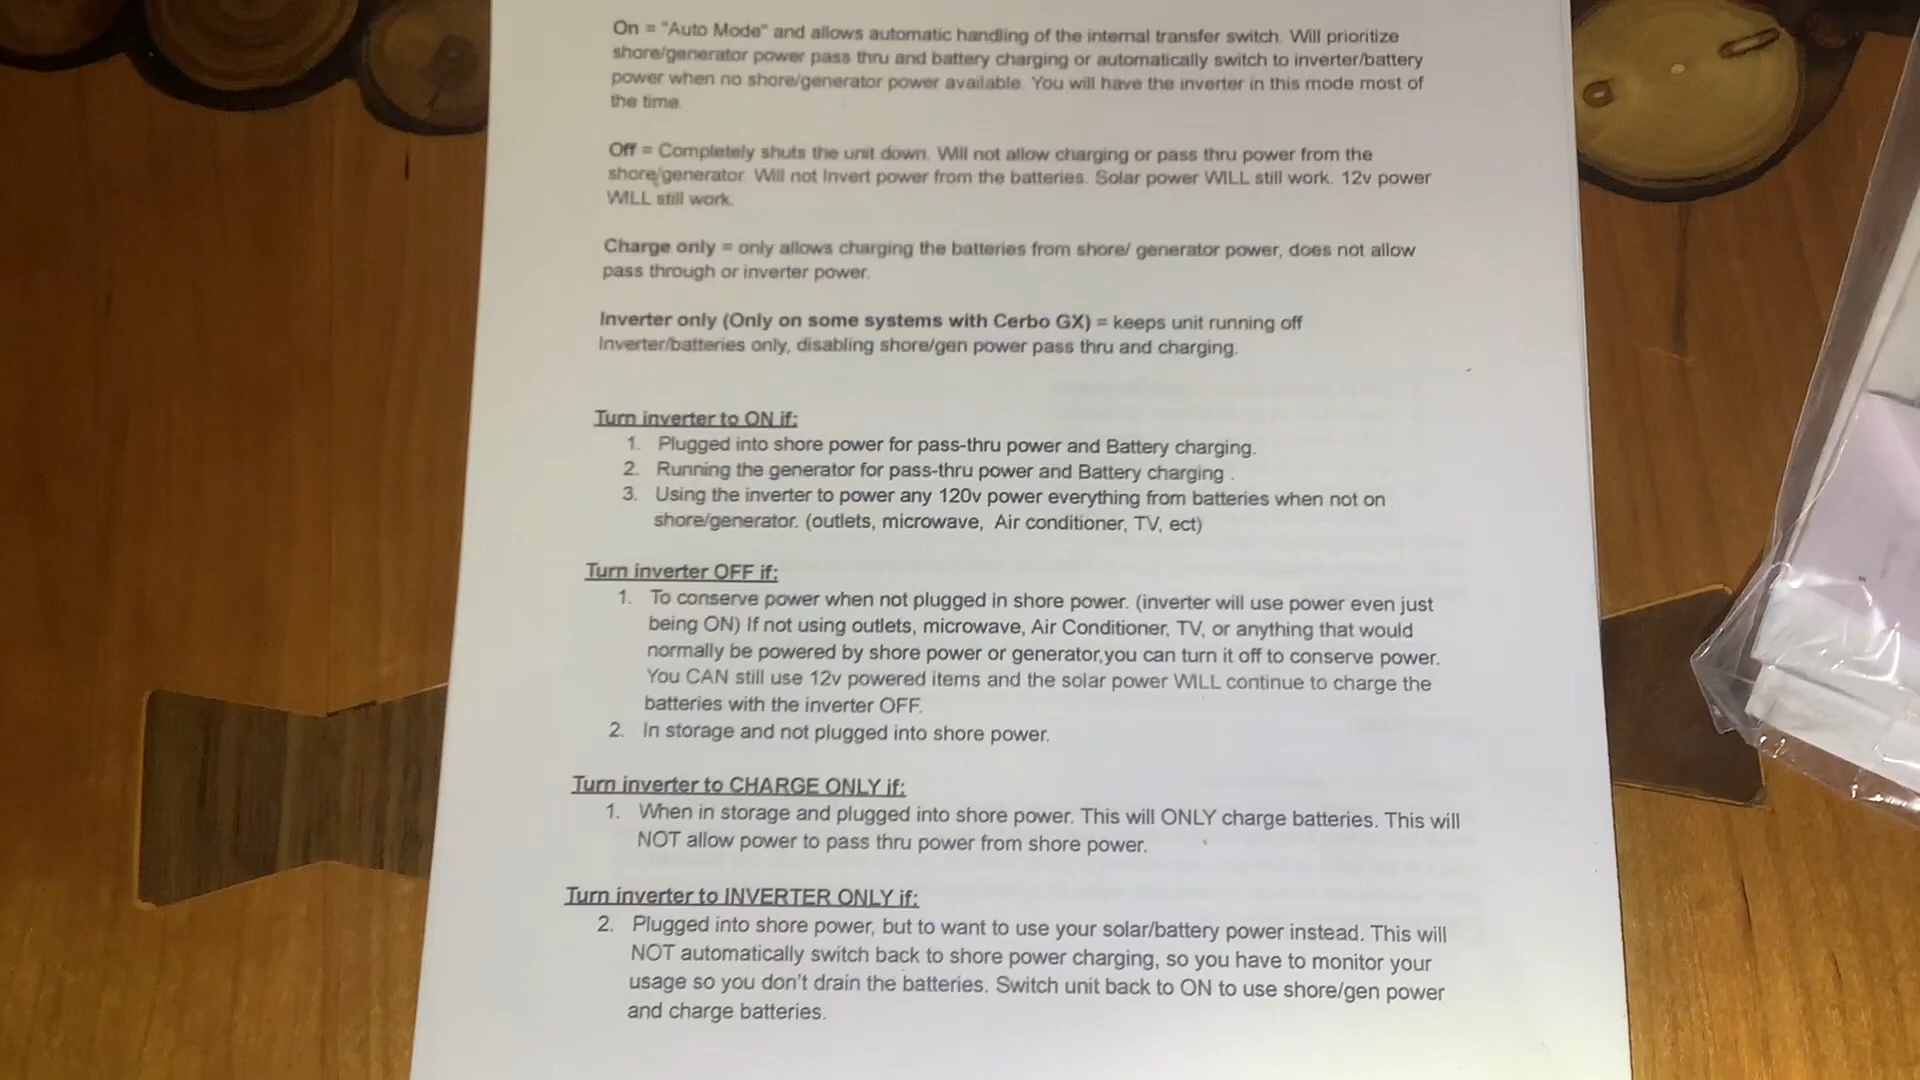 On = "Auto Mode" and allows automatic handling of the internal transfer switch. Will prioritize
shore/generator power pass thru and battery charging or automatically switch to inverter/battery
power when no shore/generator power available. You will have the inverter in this mode most of
the time.
Off = Completely shuts the unit down. Will not allow charging or pass thru power from the
shore/generator. Will not Invert power from the batteries. Solar power WILL still work. 12v power
WILL still work.
Charge only = only allows charging the batteries from shore/ generator power, does not allow
pass through or inverter power.
Inverter only (Only on some systems with Cerbo GX) = keeps unit running off
Inverter/batteries only, disabling shore/gen power pass thru and charging.
Turn inverter to ON if:
1. Plugged into shore power for pass-thru power and Battery charging.
2. Running the generator for pass-thru power and Battery charging .
3. Using the inverter to power any 120v power everything from batteries when not on
shore/generator. (outlets, microwave, Air conditioner, TV, ect)
Turn inverter OFF if:
1. To conserve power when not plugged in shore power. (inverter will use power even just
being ON) If not using outlets, microwave, Air Conditioner, TV, or anything that would
normally be powered by shore power or generator,you can turn it off to conserve power.
You CAN still use 12v powered items and the solar power WILL continue to charge the
batteries with the inverter OFF.
2. In storage and not plugged into shore power.
Turn inverter to CHARGE ONLY if:
1. When in storage and plugged into shore power. This will ONLY charge batteries. This will
NOT allow power to pass thru power from shore power.
Turn inverter to INVERTER ONLY if:
2. Plugged into shore power, but to want to use your solar/battery power instead. This will
NOT automatically switch back to shore power charging, so you have to monitor your
usage so you don't drain the batteries. Switch unit back to ON to use shore/gen power
and charge batteries.